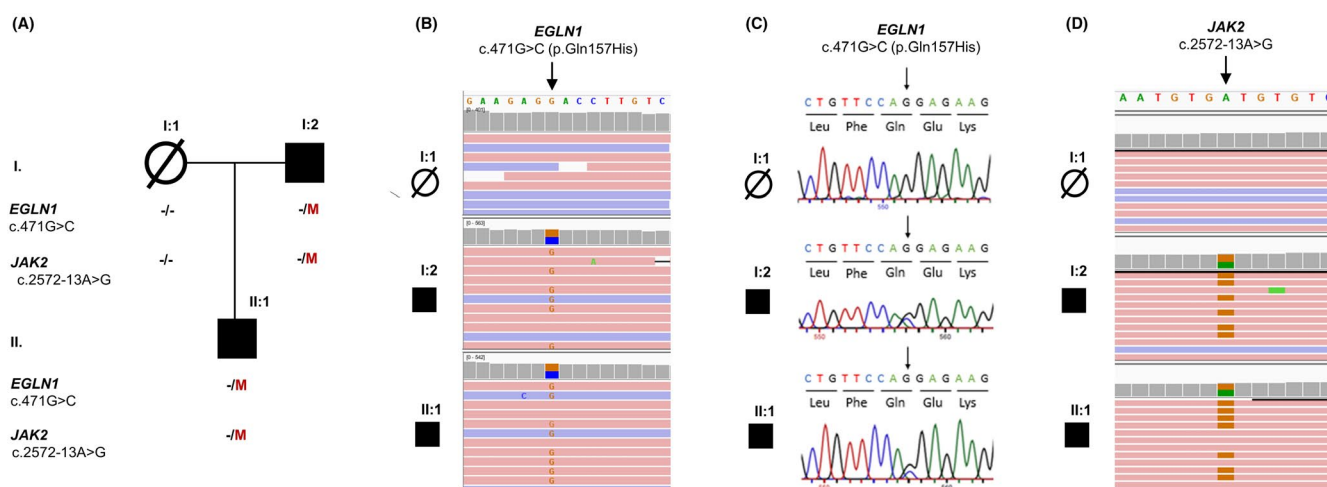 (A)
I:1
I:2
I.
EGLN1
c.471G>C
-/-
-/M
JAK2
c.2572-13A>G
-/-
-/M
II:1
II.
EGLN1
c.471G>C
-/M
JAK2
c.2572-13A>G
-/M
(B)
EGLN1
c.471G>C (p.Gln157His)
G A A G A G G A C C T T G T C
I:1
I:2
G
A
G
G
G
G
G
II:1
G
C G
G
G
G
G
G
G
(C)
EGLN1
c.471G>C (p.Gln157His)
C T G T T C C A G G A G A A G
Leu Phe Gln Glu Lys
I:1
550
C T G T T C C A G G A G A A G
Leu Phe Gln Glu Lys
I:2
550 560
C T G T T C C A G G A G A A G
Leu Phe Gln Glu Lys
II:1
(D)
JAK2
c.2572-13A>G
A A T G T G A T G T G T
I:1
I:2
II:1